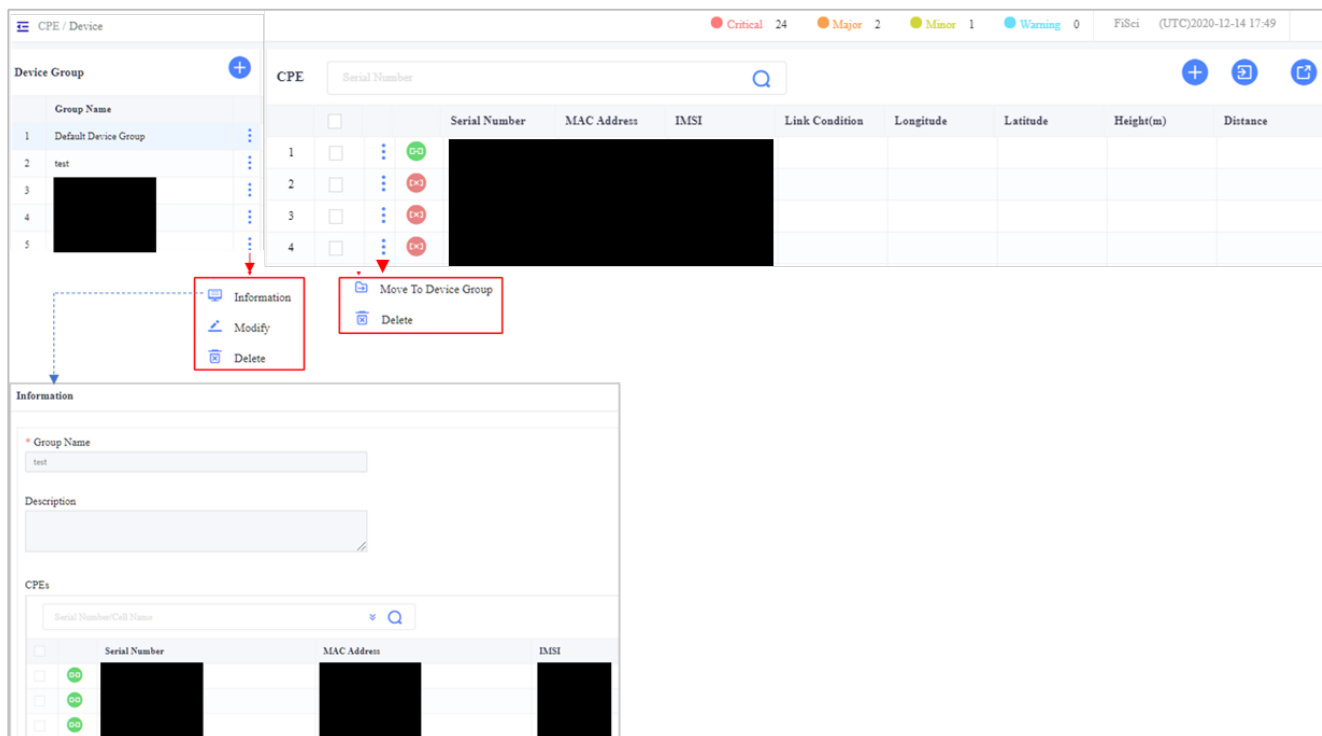 CPE / Device
Critical 24 Major 2 Minor 1 Warning 0 FiSci (UTC)2020-12-14 17:49
Device Group
CPE Serial Number
Group Name
Serial Number MAC Address IMSI Link Condition Longitude Latitude Height(m) Distance
1 Default Device Group
2 test
3
4
5
1
2
3
4
Information
Modify
Delete
Move To Device Group
Delete
Information
* Group Name
test
Description
CPEs
Serial Number/Cell Name
Serial Number MAC Address IMSI